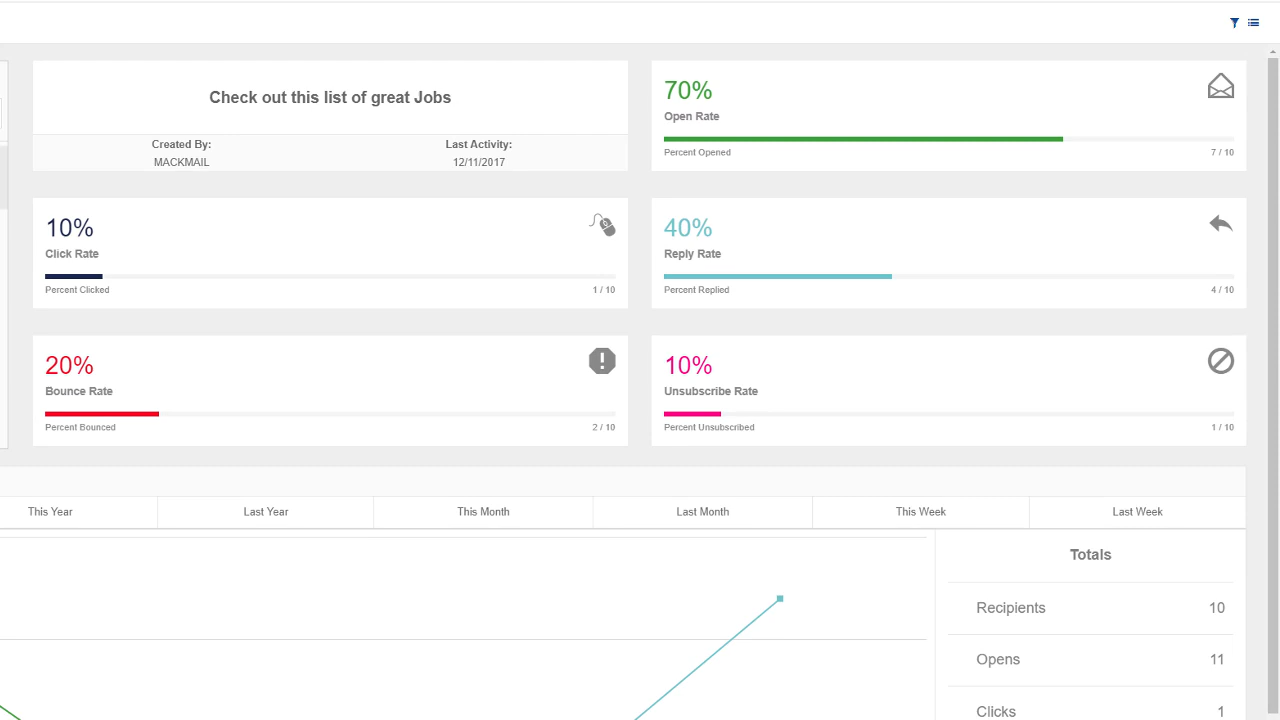 Check out this list of great Jobs
Created By:
MACKMAIL
Last Activity:
12/11/2017
70%
Open Rate
Percent Opened
7 / 10
10%
Click Rate
Percent Clicked
1 / 10
40%
Reply Rate
Percent Replied
4 / 10
20%
Bounce Rate
Percent Bounced
2 / 10
10%
Unsubscribe Rate
Percent Unsubscribed
1 / 10
This Year
Last Year
This Month
Last Month
This Week
Last Week
Totals
Recipients 10
Opens 11
Clicks 1